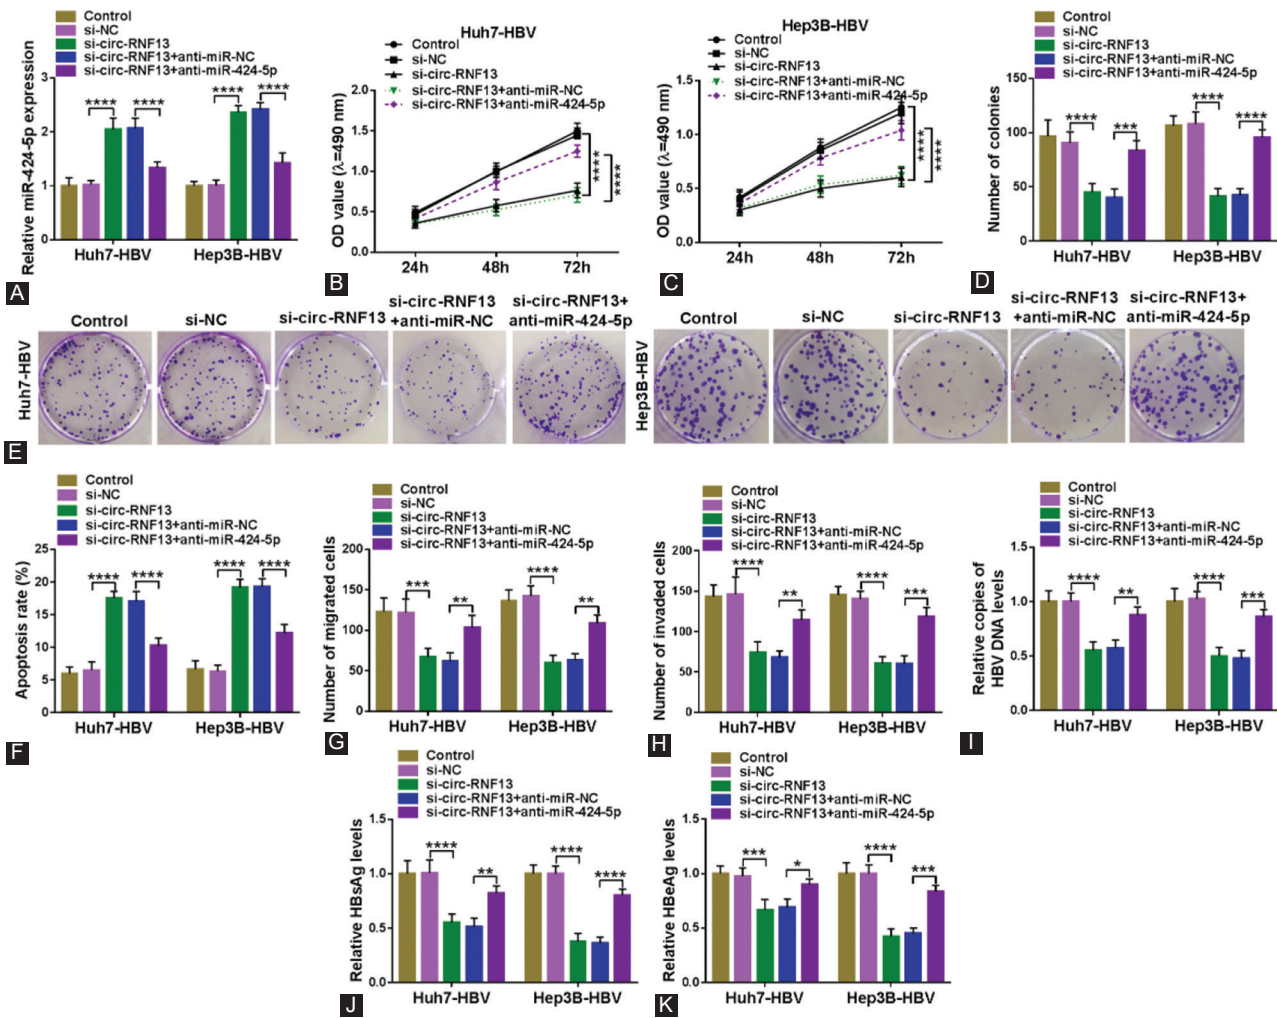 Control
si-NC
si-circ-RNF13
si-circ-RNF13+anti-miR-NC
si-circ-RNF13+anti-miR-424-5p
Relative miR-424-5p expression
3
2
1
0
**** ****
**** ****
Huh7-HBV Hep3B-HBV
A
Huh7-HBV
Control
si-NC
si-circ-RNF13
si-circ-RNF13+anti-miR-NC
si-circ-RNF13+anti-miR-424-5p
OD value (λ=490 nm)
2.0
1.5
1.0
0.5
0.0
****
****
24h 48h 72h
B
Hep3B-HBV
Control
si-NC
si-circ-RNF13
si-circ-RNF13+anti-miR-NC
si-circ-RNF13+anti-miR-424-5p
OD value (λ=490 nm)
1.5
1.0
0.5
0.0
****
****
24h 48h 72h
C
Control
si-NC
si-circ-RNF13
si-circ-RNF13+anti-miR-NC
si-circ-RNF13+anti-miR-424-5p
Number of colonies
150
100
50
0
**** ***
**** ****
Huh7-HBV Hep3B-HBV
D
Huh7-HBV
Control
si-NC
si-circ-RNF13
si-circ-RNF13
+anti-miR-NC
si-circ-RNF13+
anti-miR-424-5p
Hep3B-HBV
Control
si-NC
si-circ-RNF13
si-circ-RNF13
+anti-miR-NC
si-circ-RNF13+
anti-miR-424-5p
E
Control
si-NC
si-circ-RNF13
si-circ-RNF13+anti-miR-NC
si-circ-RNF13+anti-miR-424-5p
Apoptosis rate (%)
25
20
15
10
5
0
**** ****
**** ****
Huh7-HBV Hep3B-HBV
F
Control
si-NC
si-circ-RNF13
si-circ-RNF13+anti-miR-NC
si-circ-RNF13+anti-miR-424-5p
Number of migrated cells
200
150
100
50
0
*** **
**** **
Huh7-HBV Hep3B-HBV
G
Control
si-NC
si-circ-RNF13
si-circ-RNF13+anti-miR-NC
si-circ-RNF13+anti-miR-424-5p
Number of invaded cells
200
150
100
50
0
**** **
**** ***
Huh7-HBV Hep3B-HBV
H
Control
si-NC
si-circ-RNF13
si-circ-RNF13+anti-miR-NC
si-circ-RNF13+anti-miR-424-5p
Relative copies of
HBV DNA levels
1.5
1.0
0.5
0.0
**** **
**** ***
Huh7-HBV Hep3B-HBV
I
Control
si-NC
si-circ-RNF13
si-circ-RNF13+anti-miR-NC
si-circ-RNF13+anti-miR-424-5p
Relative HBsAg levels
1.5
1.0
0.5
0.0
**** **
**** ****
Huh7-HBV Hep3B-HBV
J
Control
si-NC
si-circ-RNF13
si-circ-RNF13+anti-miR-NC
si-circ-RNF13+anti-miR-424-5p
Relative HBeAg levels
1.5
1.0
0.5
0.0
*** *
**** ***
Huh7-HBV Hep3B-HBV
K